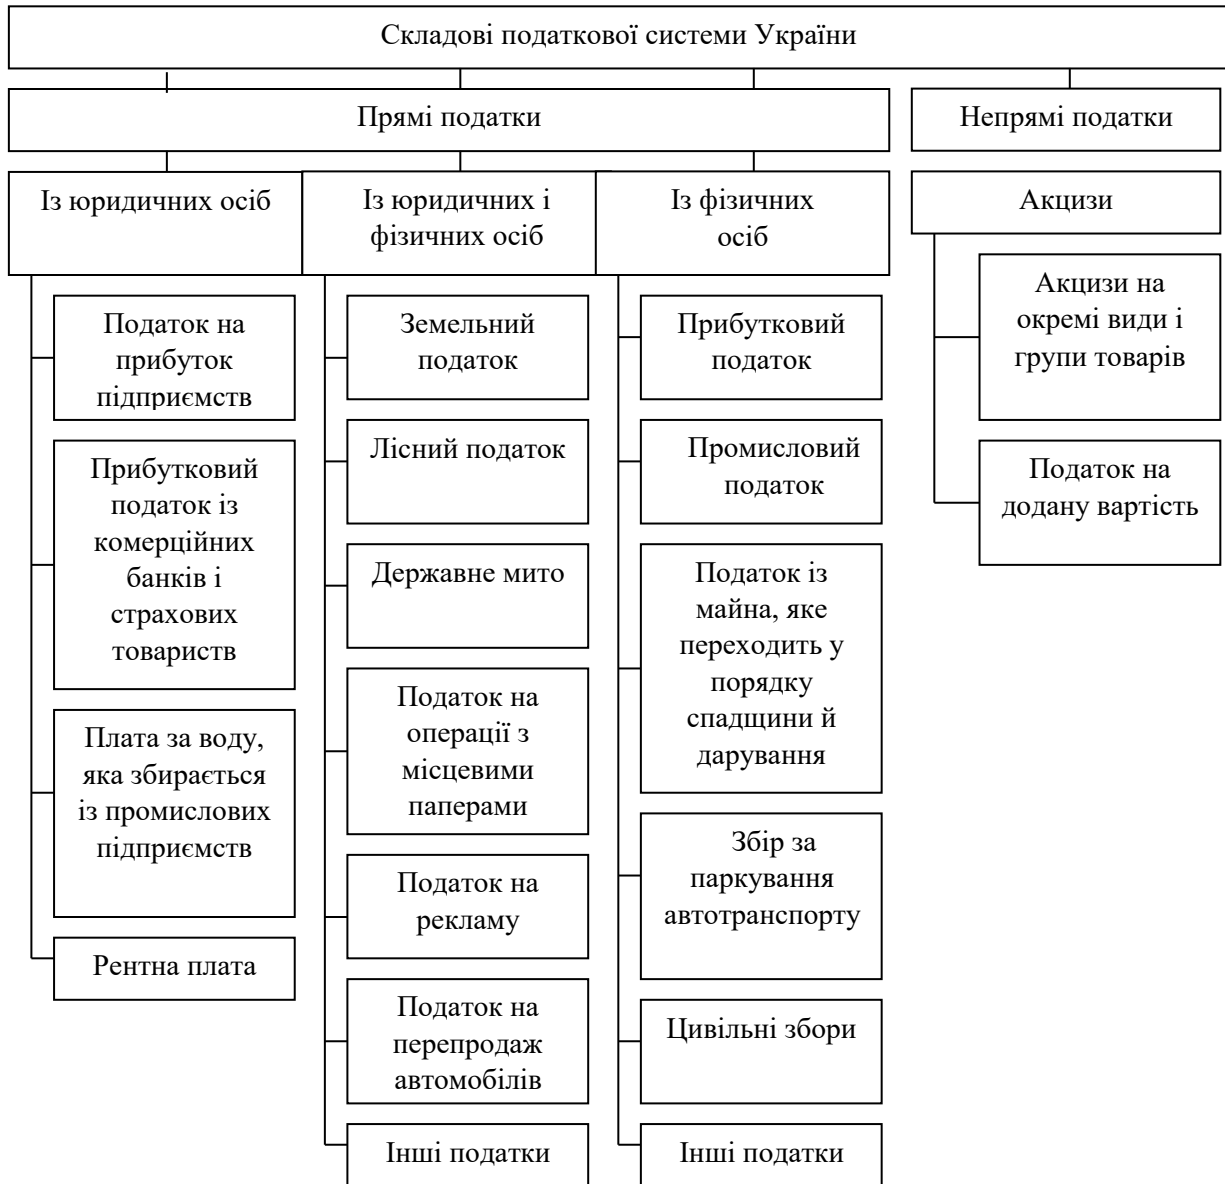 Складові податкової системи України
Прямі податки
Непрямі податки
Із юридичних осіб
Із юридичних і
фізичних осіб
Із фізичних
осіб
Акцизи
Податок на
прибуток
підприємств
Прибутковий
податок із
комерційних
банків і
страхових
товариств
Плата за воду,
яка збирається
із промислових
підприємств
Рентна плата
Земельний
податок
Лісний податок
Державне мито
Податок на
операції з
місцевими
паперами
Податок на
рекламу
Податок на
перепродаж
автомобілів
Інші податки
Прибутковий
податок
Промисловий
податок
Податок із
майна, яке
переходить у
порядку
спадщини й
дарування
Збір за
паркування
автотранспорту
Цивільні збори
Інші податки
Акцизи на
окремі види і
групи товарів
Податок на
додану вартість